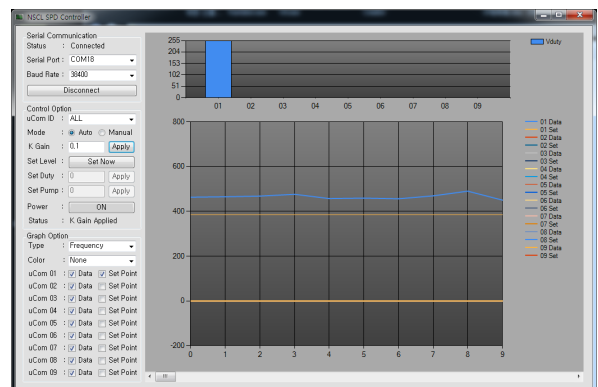 NSCL SPD Controller
Serial Communication
Status : Connected
Serial Port : COM18
Baud Rate : 38400
Disconnect
Control Option
uCom ID : ALL
Mode : Auto Manual
K Gain : 0,1 Apply
Set Level : Set Now
Set Duty : 0 Apply
Set Pump : 0 Apply
Power : ON
Status : K Gain Applied
Graph Option
Type : Frequency
Color : None
uCom 01 : Data Set Point
uCom 02 : Data Set Point
uCom 03 : Data Set Point
uCom 04 : Data Set Point
uCom 05 : Data Set Point
uCom 06 : Data Set Point
uCom 07 : Data Set Point
uCom 08 : Data Set Point
uCom 09 : Data Set Point
255
204
153
102
51
0
01 02 03 04 05 06 07 08 09
Vduty
800
600
400
200
0
-200
0 1 2 3 4 5 6 7 8 9
01 Data
01 Set
02 Data
02 Set
03 Data
03 Set
04 Data
04 Set
05 Data
05 Set
06 Data
06 Set
07 Data
07 Set
08 Data
08 Set
09 Data
09 Set